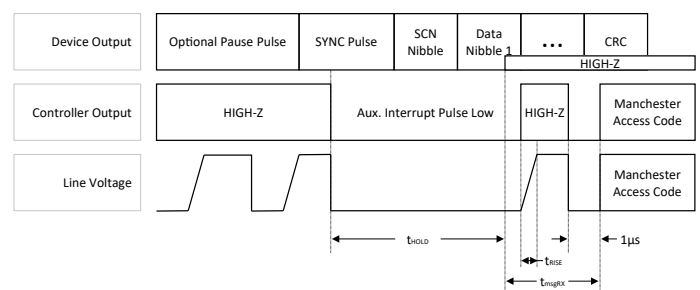 Device Output
Optional Pause Pulse
SYNC Pulse
SCN
Nibble
Data
Nibble 1
...
CRC
HIGH-Z
Controller Output
HIGH-Z
Aux. Interrupt Pulse Low
HIGH-Z
Manchester
Access Code
Line Voltage
Manchester
Access Code
tHOLD
1µs
tRISE
tmsgRX